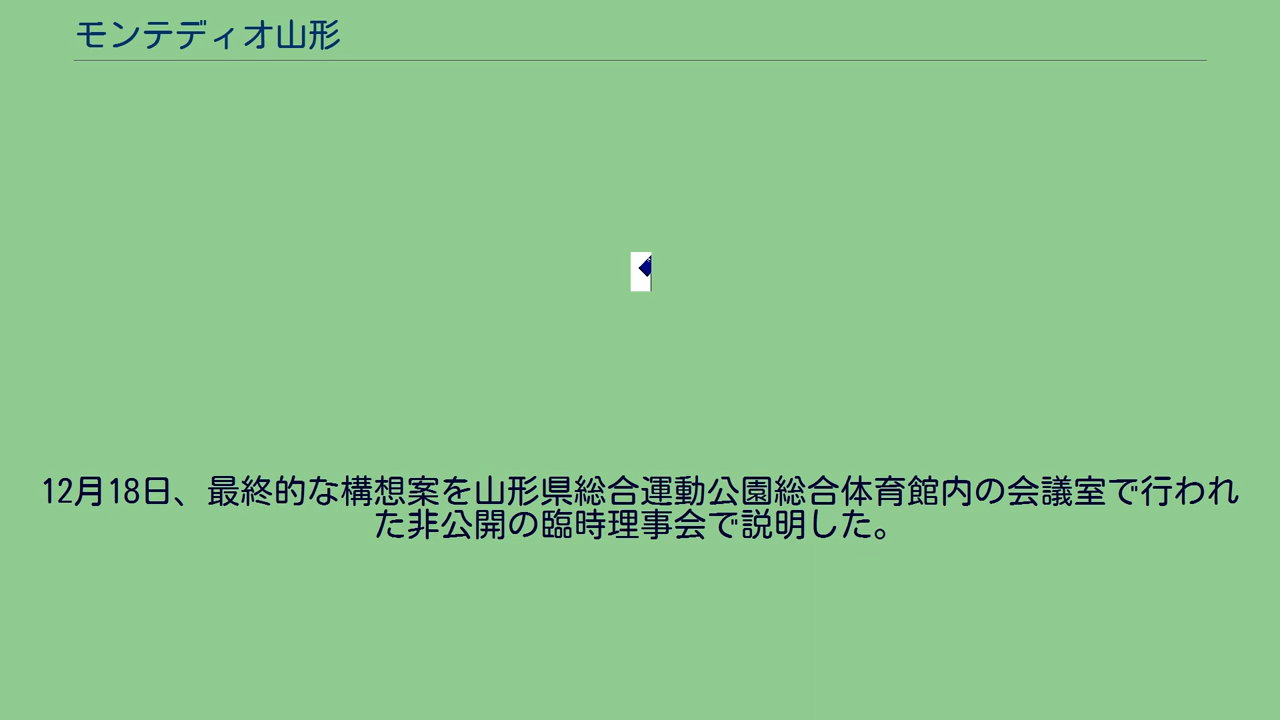 モンテディオ山形
12月18日、最終的な構想案を山形県総合運動公園総合体育館内の会議室で行われ
た非公開の臨時理事会で説明した。